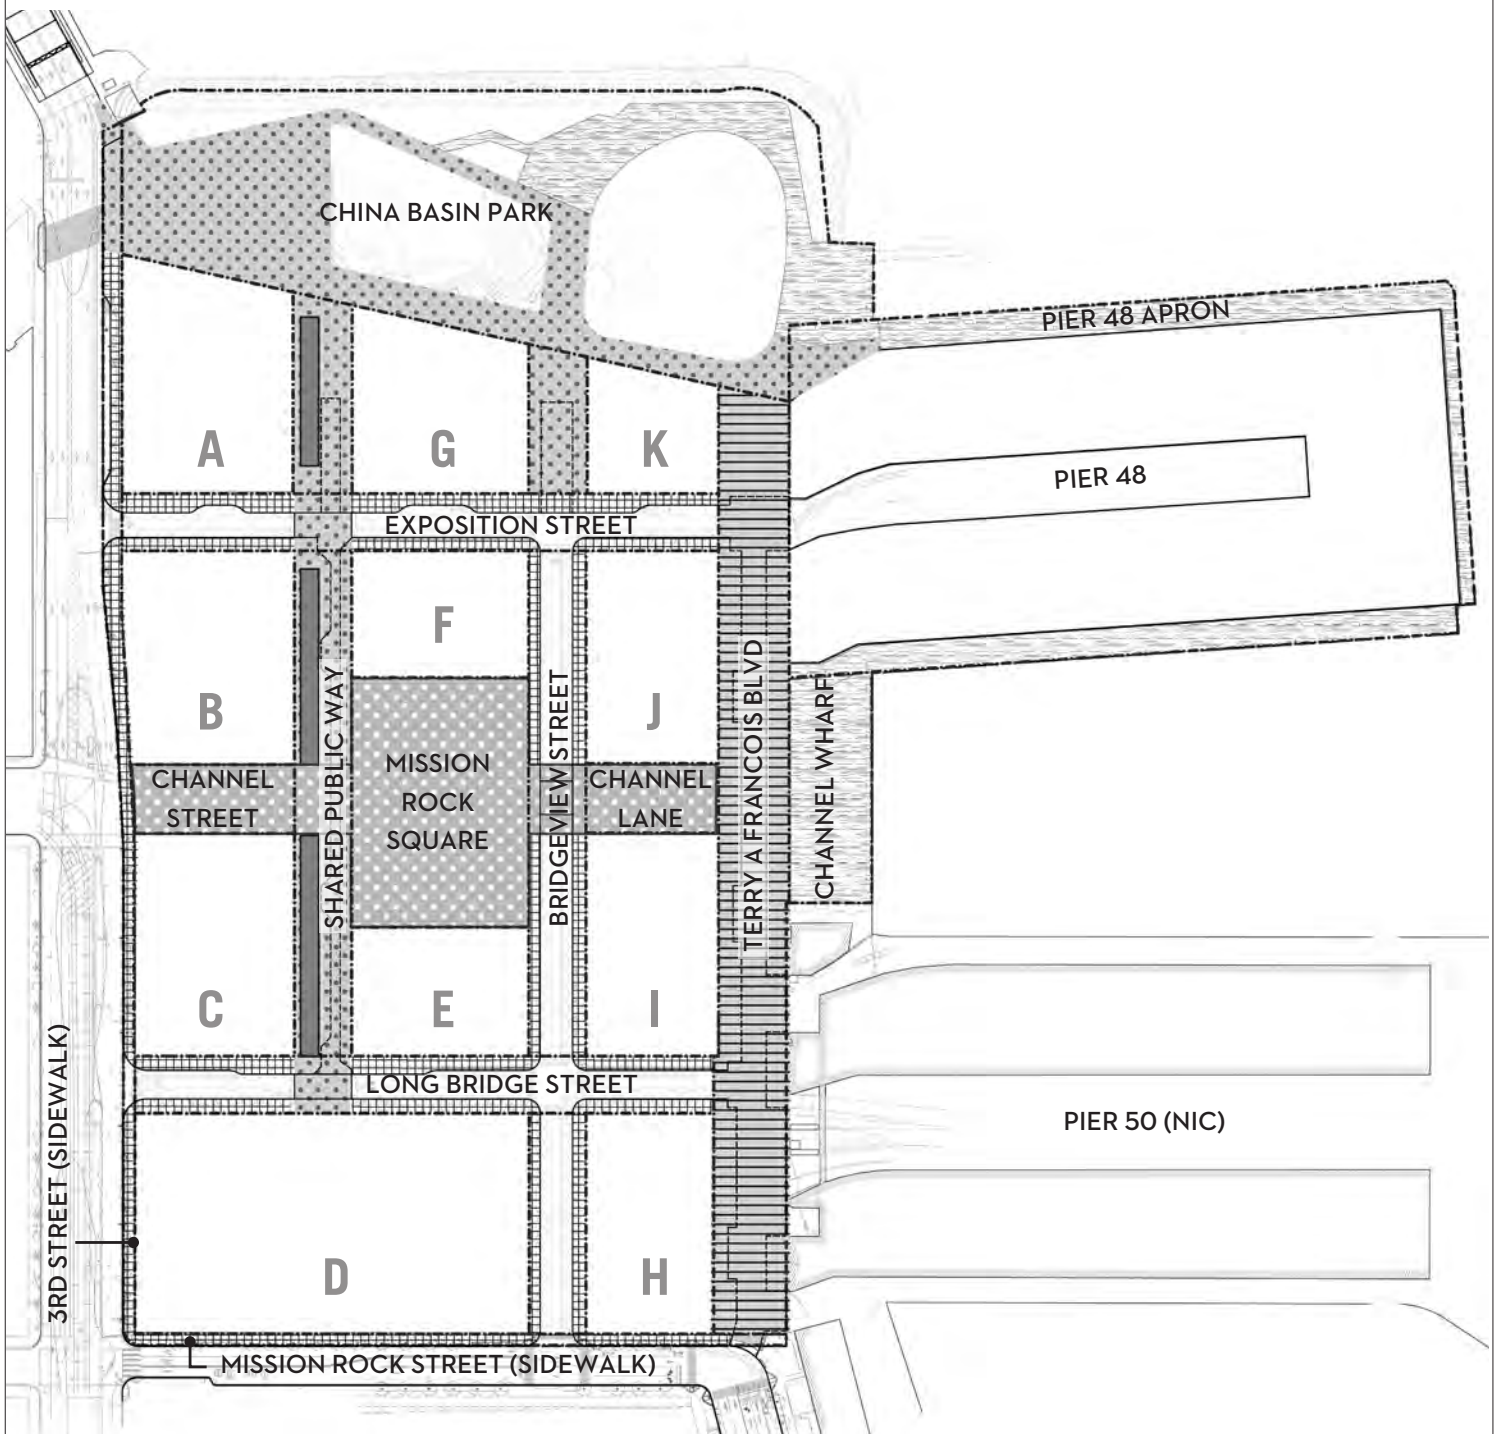 CHINA BASIN PARK
PIER 48 APRON
A
G
K
PIER 48
EXPOSITION STREET
F
B
J
SHARED PUBLIC WAY
BRIDGEVIEW STREET
TERRY A FRANCOIS BLVD
CHANNEL WHARF
CHANNEL
STREET
MISSION
ROCK
SQUARE
CHANNEL
LANE
C
E
I
LONG BRIDGE STREET
PIER 50 (NIC)
3RD STREET (SIDEWALK)
D
H
MISSION ROCK STREET (SIDEWALK)